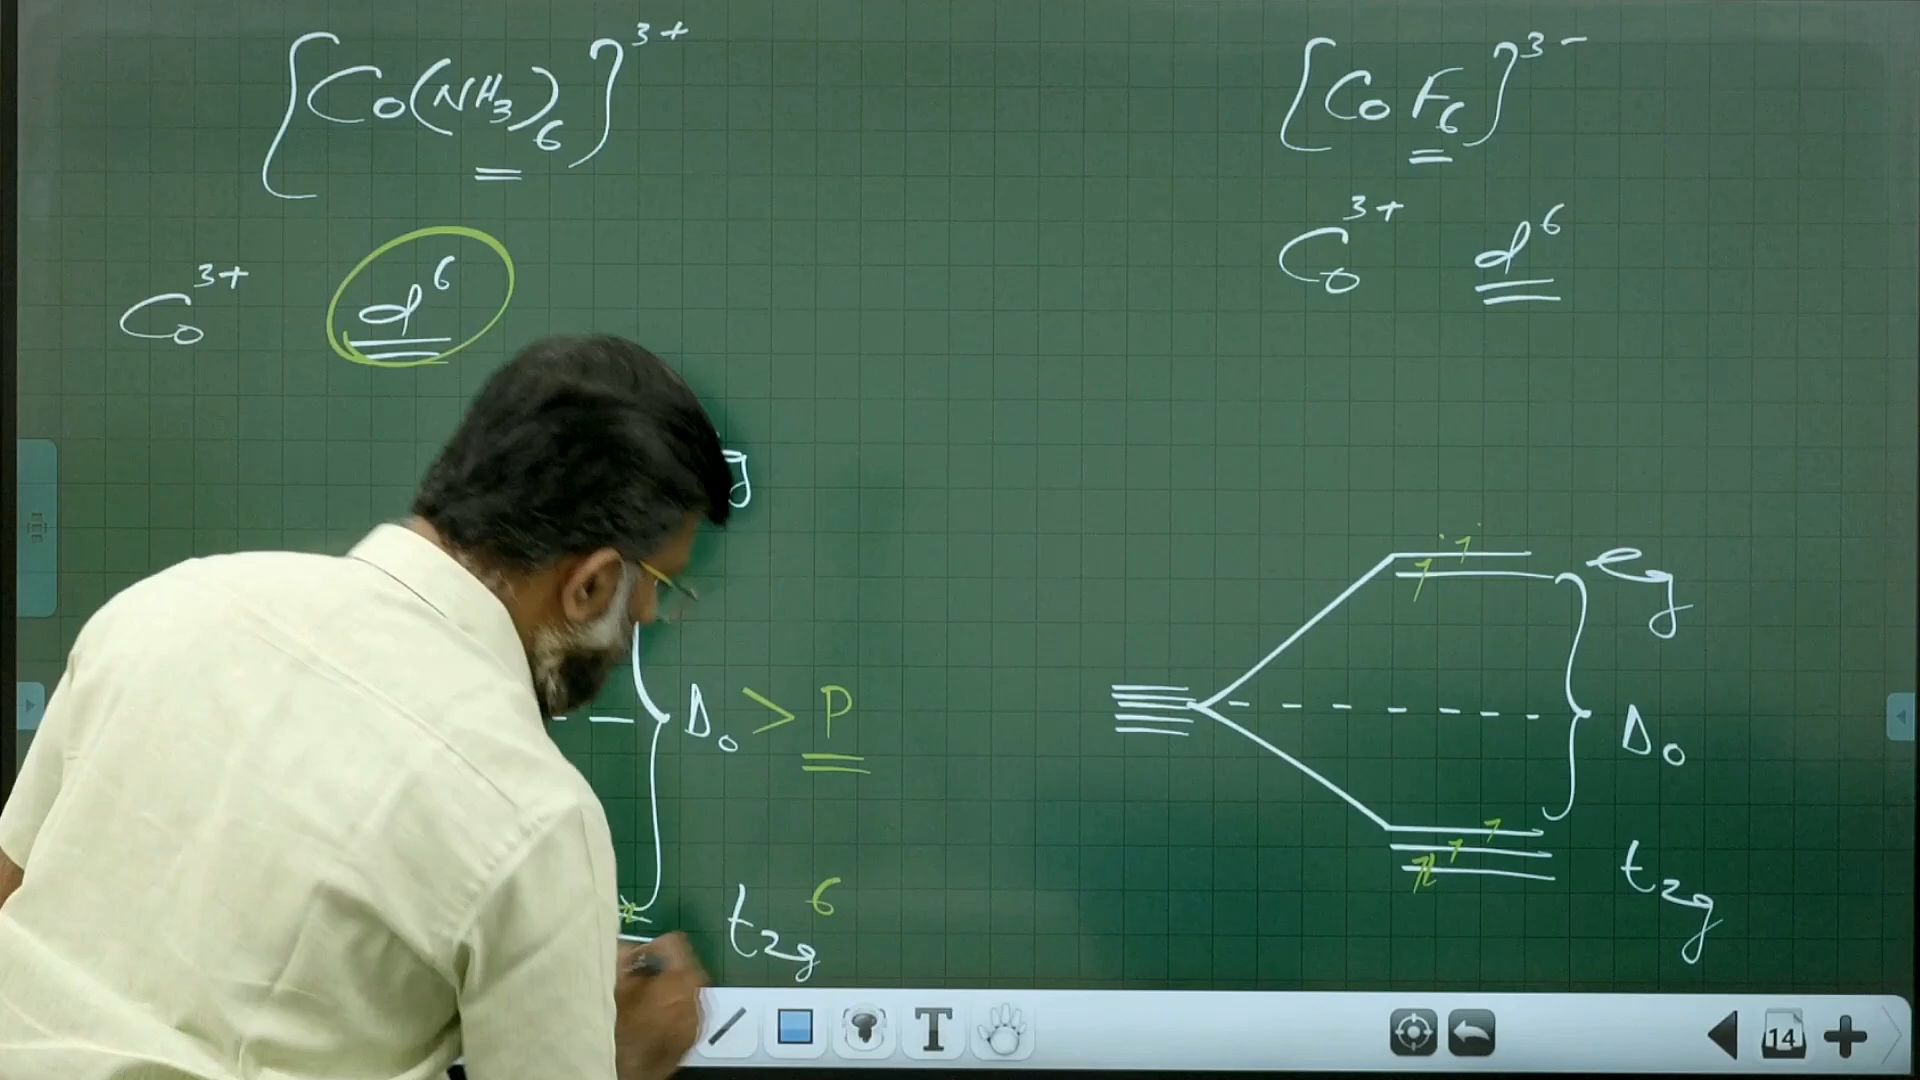 [Co(NH₃)₆]³⁺
Co³⁺ d⁶
Δ₀ > P
t₂g⁶
[CoF₆]³⁻
Co³⁺ d⁶
eg
Δ₀
t₂g
T
14